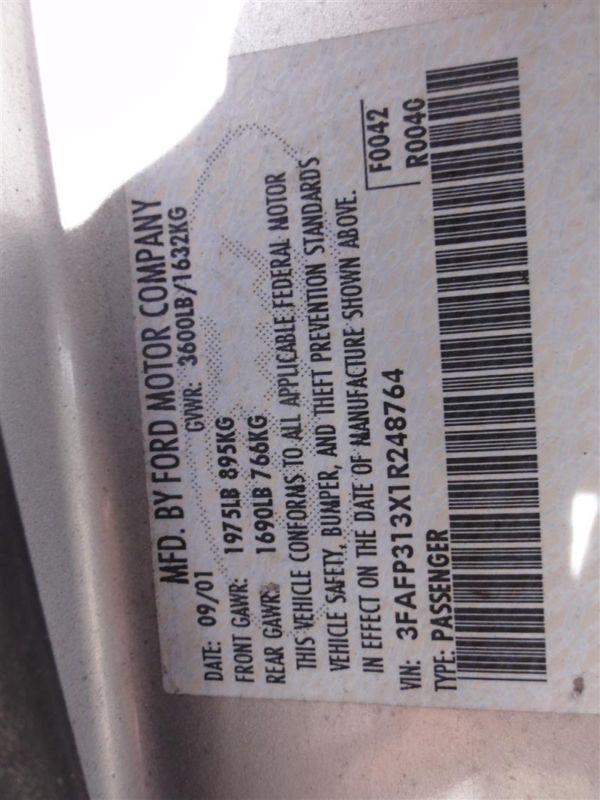 MFD. BY FORD MOTOR COMPANY
DATE: 09/01 GVWR: 3600LB/1632KG
FRONT GAWR: 1975LB 895KG
REAR GAWR: 1690LB 766KG
THIS VEHICLE CONFORMS TO ALL APPLICABLE FEDERAL MOTOR
VEHICLE SAFETY, BUMPER, AND THEFT PREVENTION STANDARDS
IN EFFECT ON THE DATE OF MANUFACTURE SHOWN ABOVE.
VIN: 3FAFP313X1R248764 F0042
TYPE: PASSENGER R0040